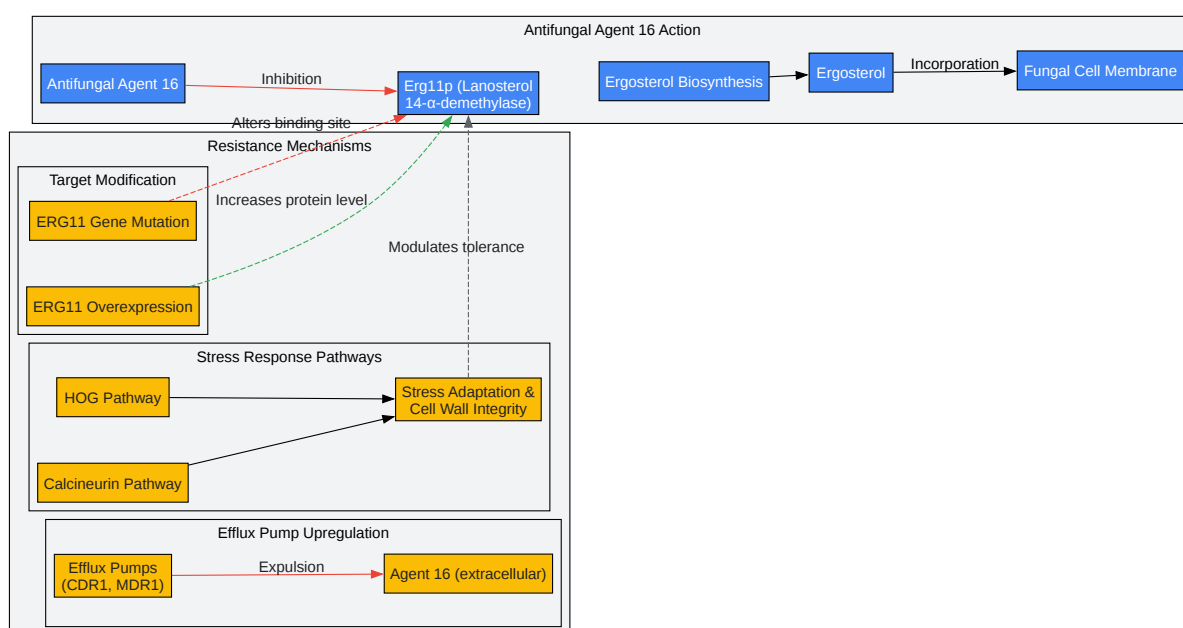 Antifungal Agent 16 Action
Antifungal Agent 16
Inhibition
Erg11p (Lanosterol
14-α-demethylase)
Ergosterol Biosynthesis
Ergosterol
Incorporation
Fungal Cell Membrane
Alters binding site
Resistance Mechanisms
Target Modification
ERG11 Gene Mutation
Increases protein level
Modulates tolerance
ERG11 Overexpression
Stress Response Pathways
HOG Pathway
Stress Adaptation &
Cell Wall Integrity
Calcineurin Pathway
Efflux Pump Upregulation
Efflux Pumps
(CDR1, MDR1)
Expulsion
Agent 16 (extracellular)